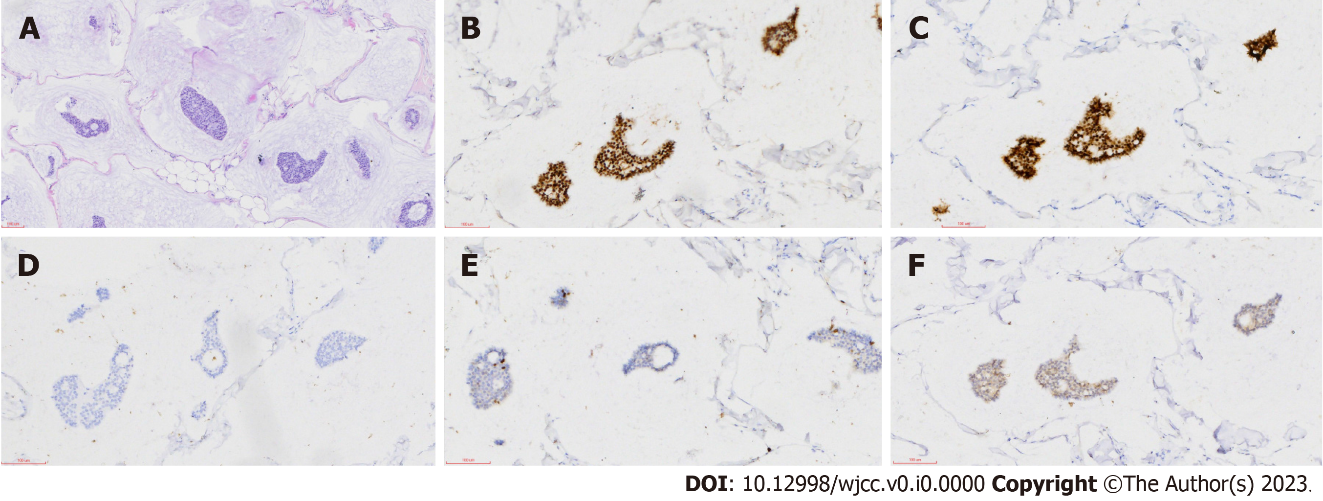 A B C
D E F
DOI: 10.12998/wjcc.v0.i0.0000 Copyright ©The Author(s) 2023.